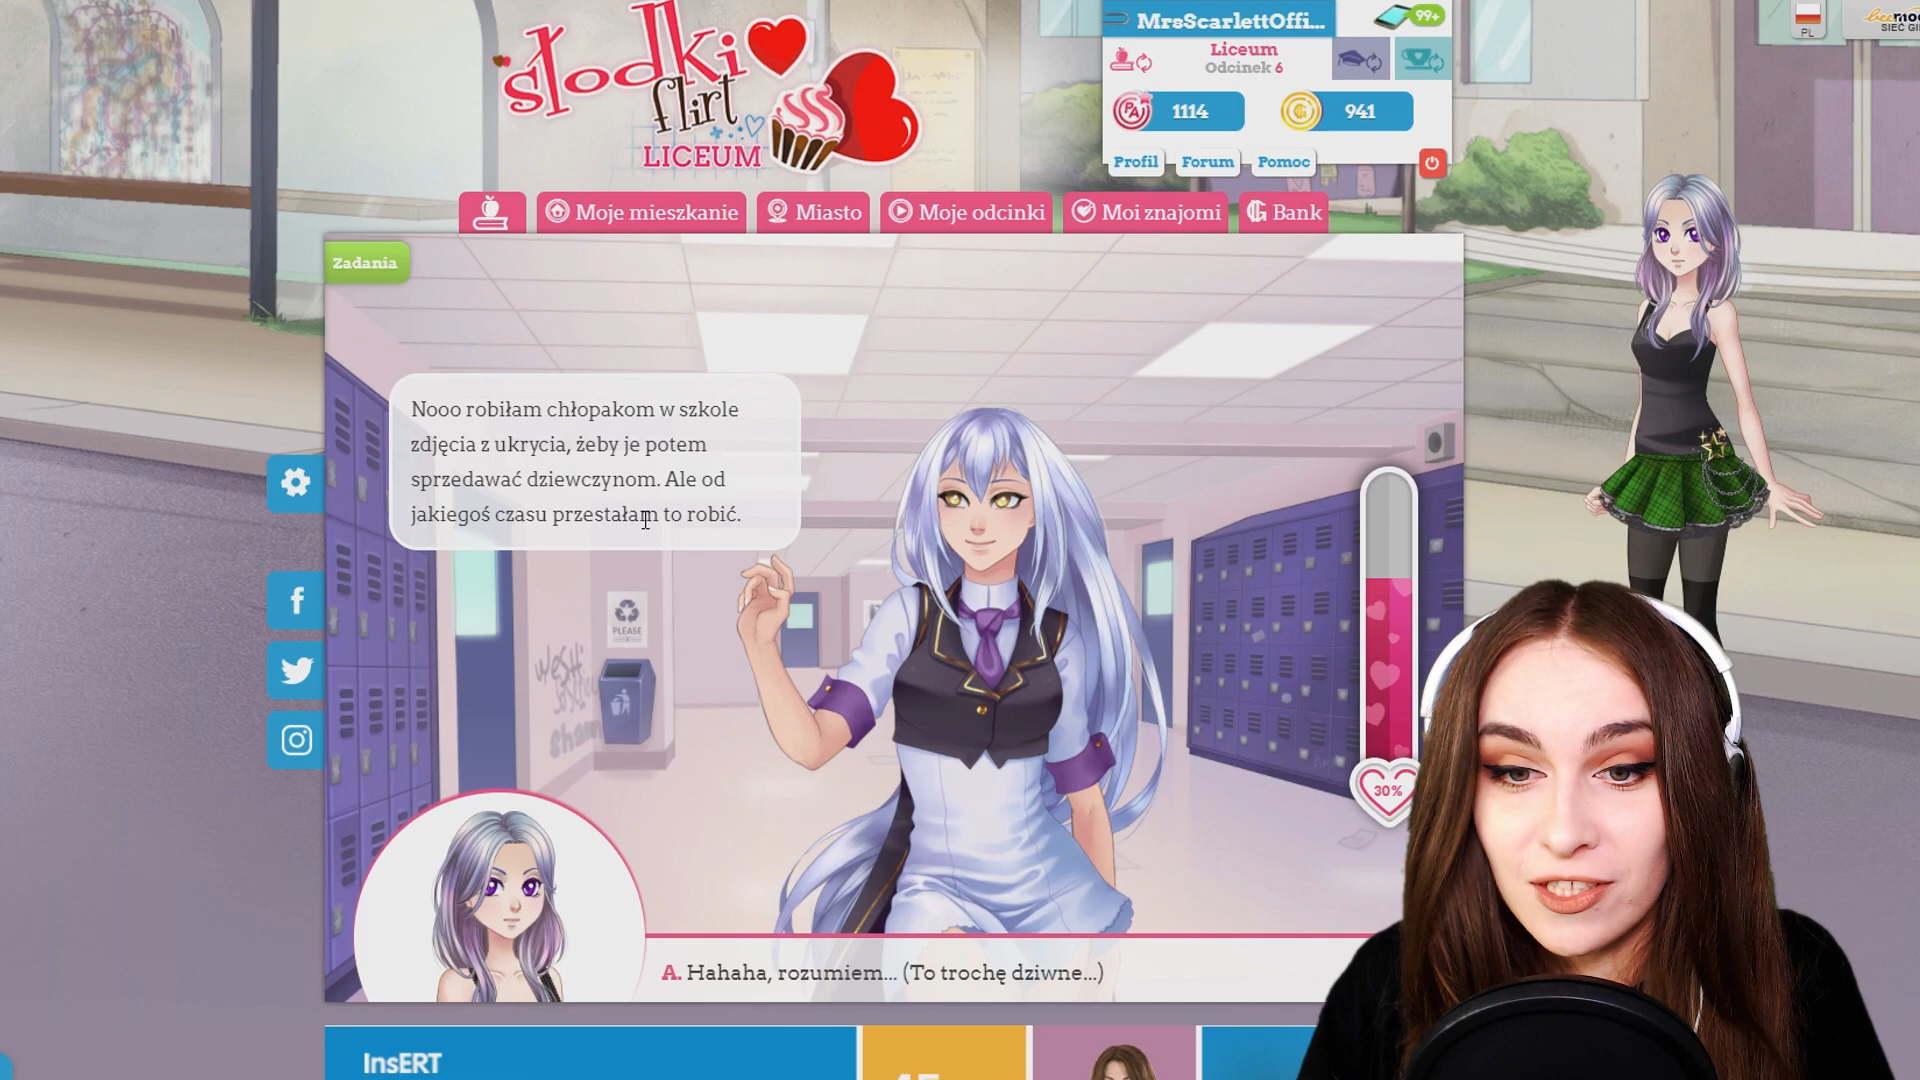 słodki
flirt
LICEUM
MrsScarlettOffi...
99+
Liceum
Odcinek 6
PA
1114
941
Profil
Forum
Pomoc
PL
SIEĆ
Moje mieszkanie
Miasto
Moje odcinki
Moi znajomi
Bank
Zadania
Nooo robiłam chłopakom w szkole
zdjęcia z ukrycia, żeby je potem
sprzedawać dziewczynom. Ale od
jakiegoś czasu przestałam to robić.
PLEASE
30%
A. Hahaha, rozumiem... (To trochę dziwne...)
InsERT